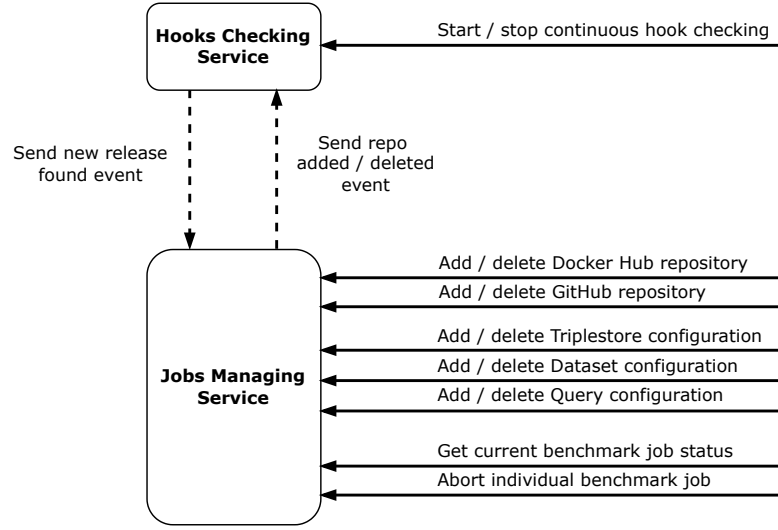 Hooks Checking
Service
Start / stop continuous hook checking
Send new release
found event
Send repo
added / deleted
event
Add / delete Docker Hub repository
Add / delete GitHub repository
Add / delete Triplestore configuration
Jobs Managing
Service
Add / delete Dataset configuration
Add / delete Query configuration
Get current benchmark job status
Abort individual benchmark job